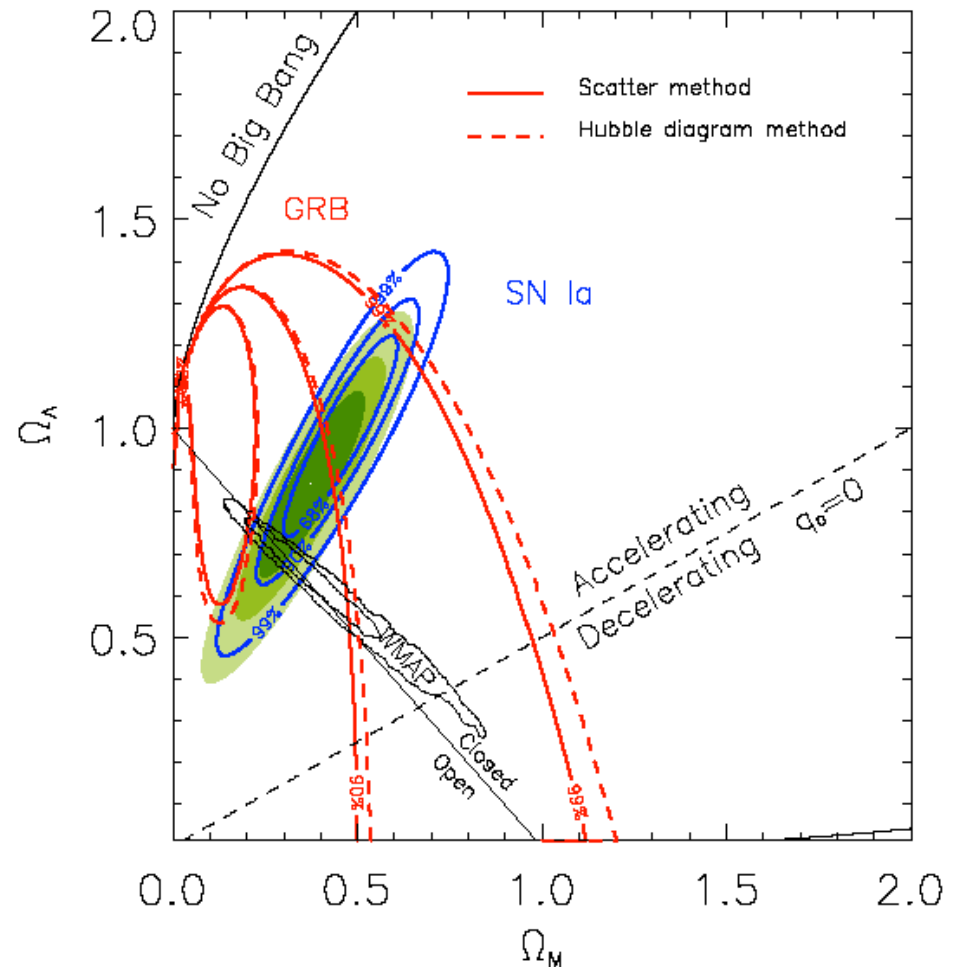 2.0
1.5
1.0
0.5
Ω_Λ
0.0
0.5
1.0
1.5
2.0
Ω_M
No Big Bang
Scatter method
Hubble diagram method
GRB
SN Ia
99%
68%
99%
90%
99%
Accelerating
Decelerating
q₀=0
WMAP
Closed
Open